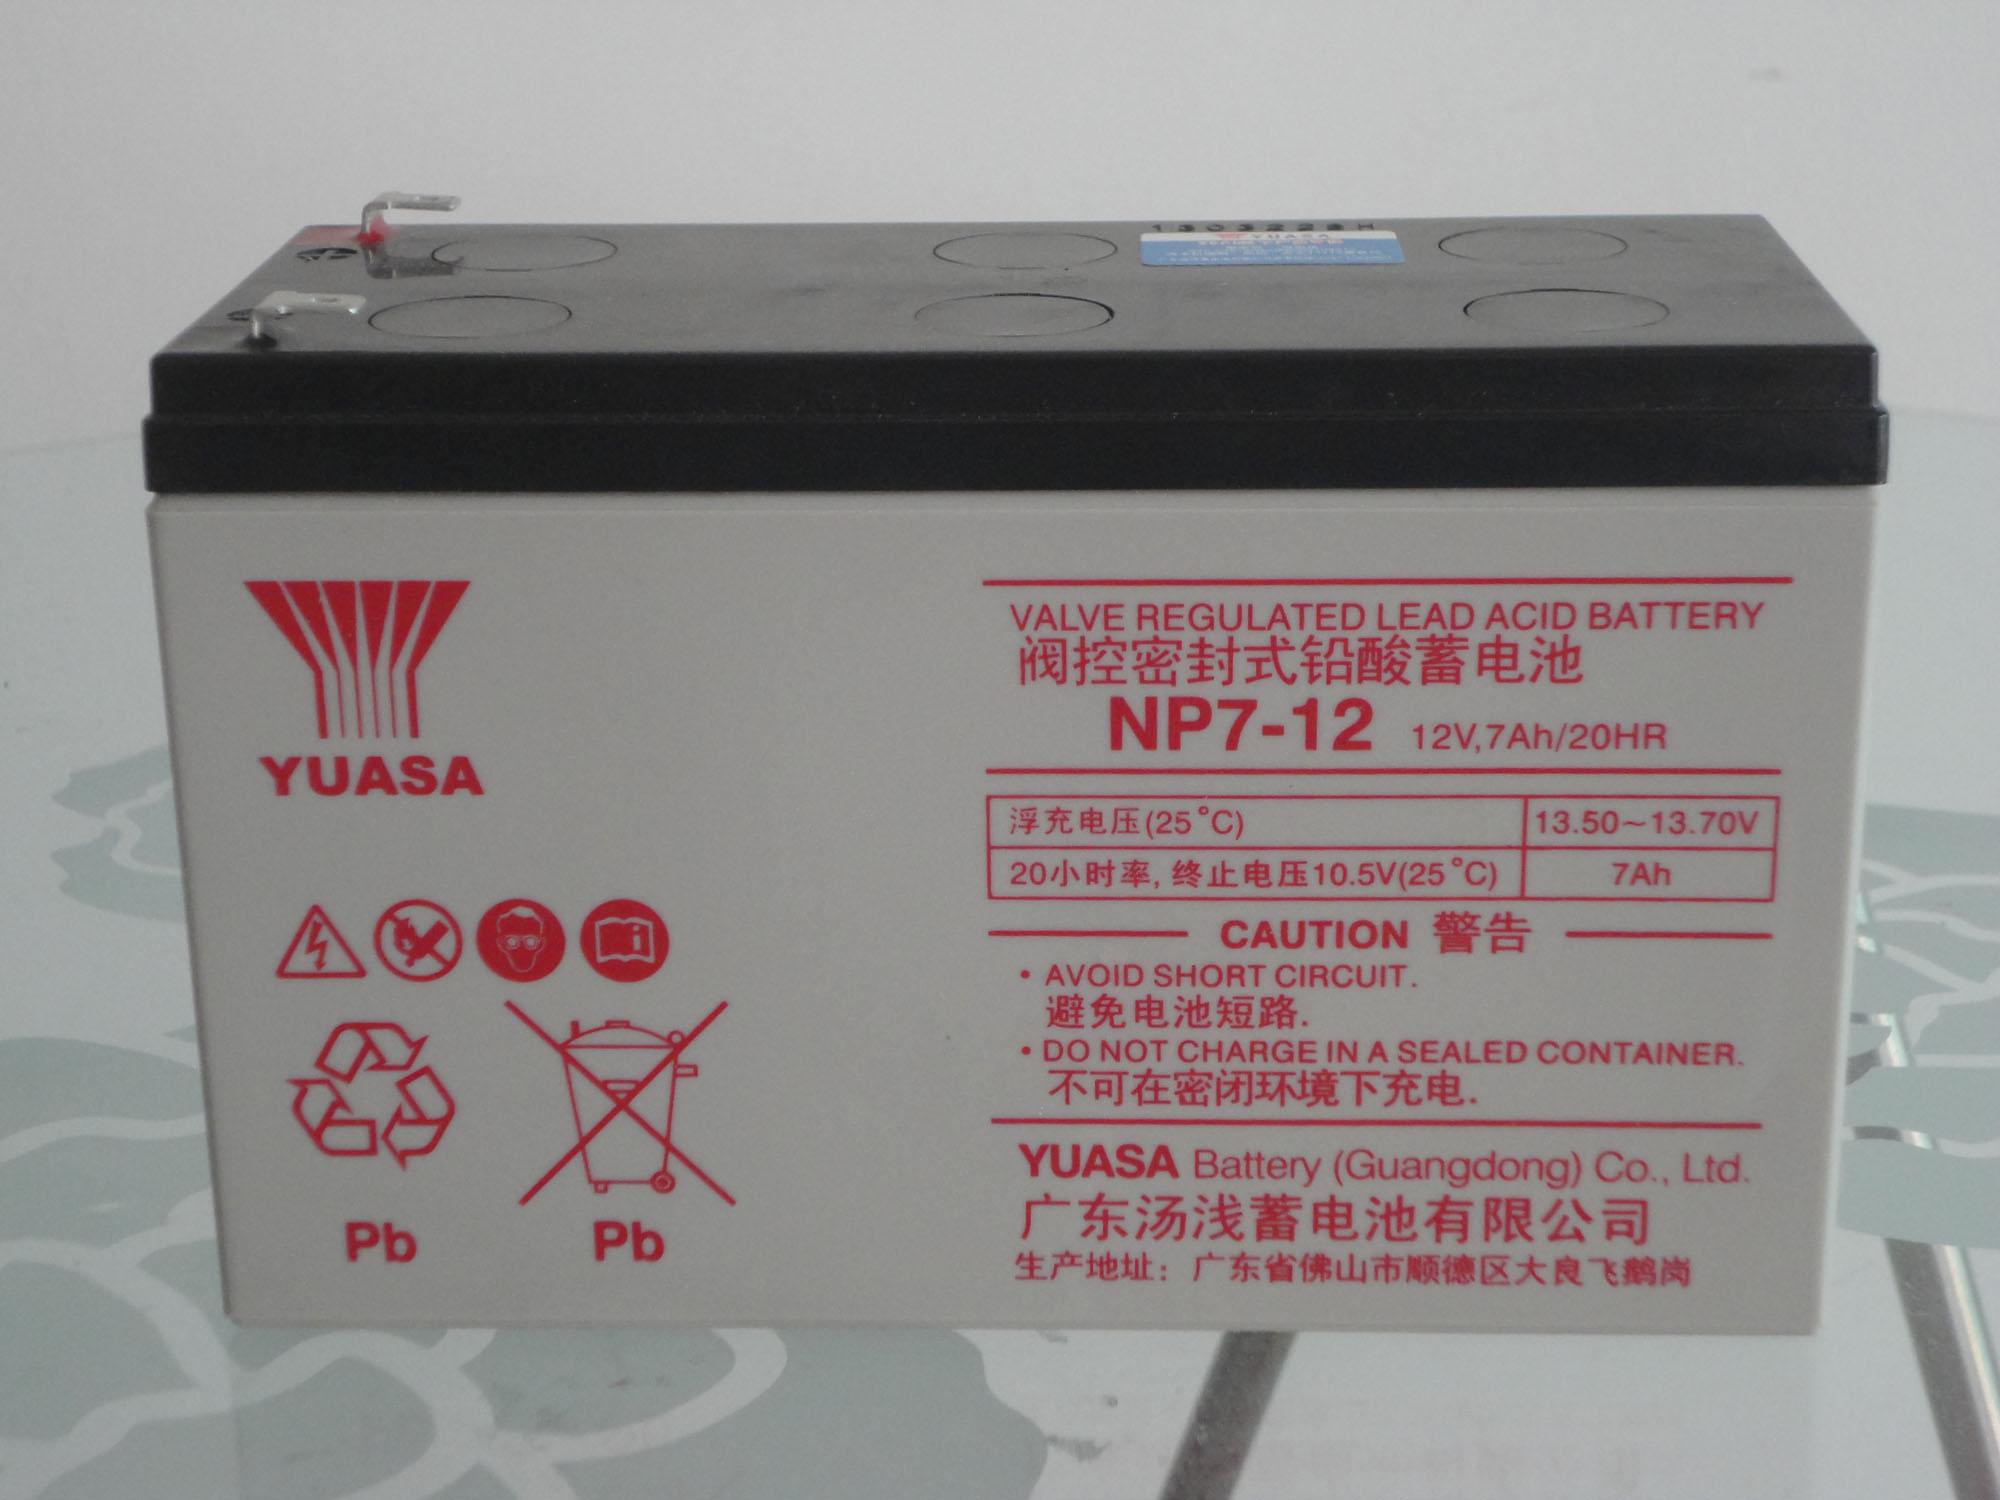 1303228H
YUASA
YUASA
VALVE REGULATED LEAD ACID BATTERY
阀控密封式铅酸蓄电池
NP7-12 12V,7Ah/20HR
浮充电压(25°C) 13.50~13.70V
20小时率, 终止电压10.5V(25°C) 7Ah
CAUTION 警告
• AVOID SHORT CIRCUIT.
避免电池短路.
• DO NOT CHARGE IN A SEALED CONTAINER.
不可在密闭环境下充电.
YUASA Battery (Guangdong) Co., Ltd.
广东汤浅蓄电池有限公司
生产地址：广东省佛山市顺德区大良飞鹅岗
Pb Pb